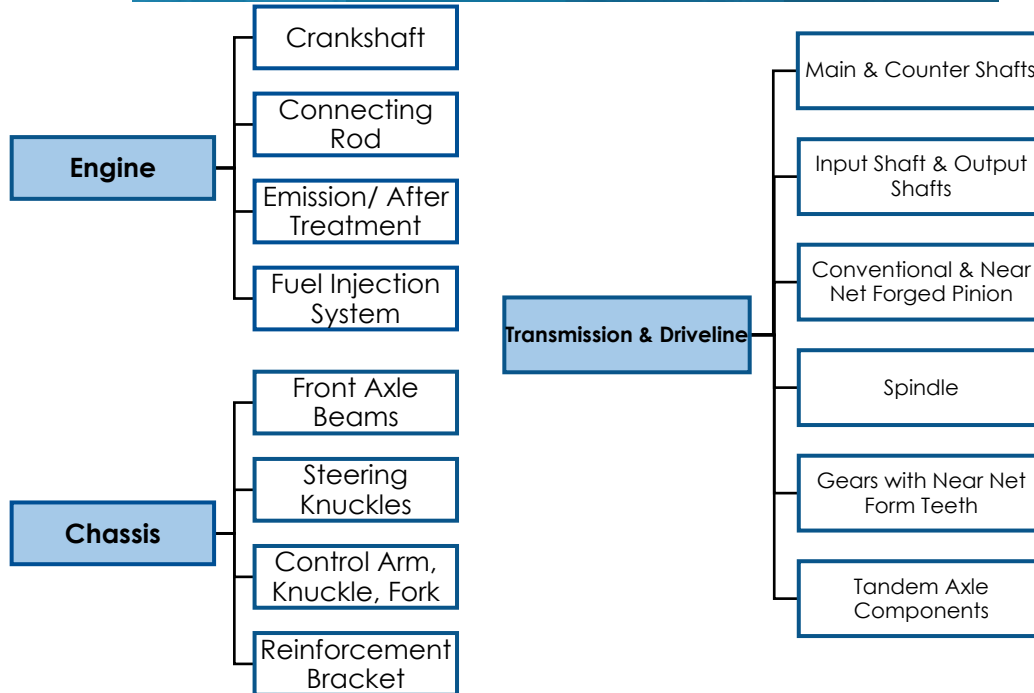 Engine
Crankshaft
Connecting
Rod
Emission/ After
Treatment
Fuel Injection
System
Chassis
Front Axle
Beams
Steering
Knuckles
Control Arm,
Knuckle, Fork
Reinforcement
Bracket
Transmission & Driveline
Main & Counter Shafts
Input Shaft & Output
Shafts
Conventional & Near
Net Forged Pinion
Spindle
Gears with Near Net
Form Teeth
Tandem Axle
Components